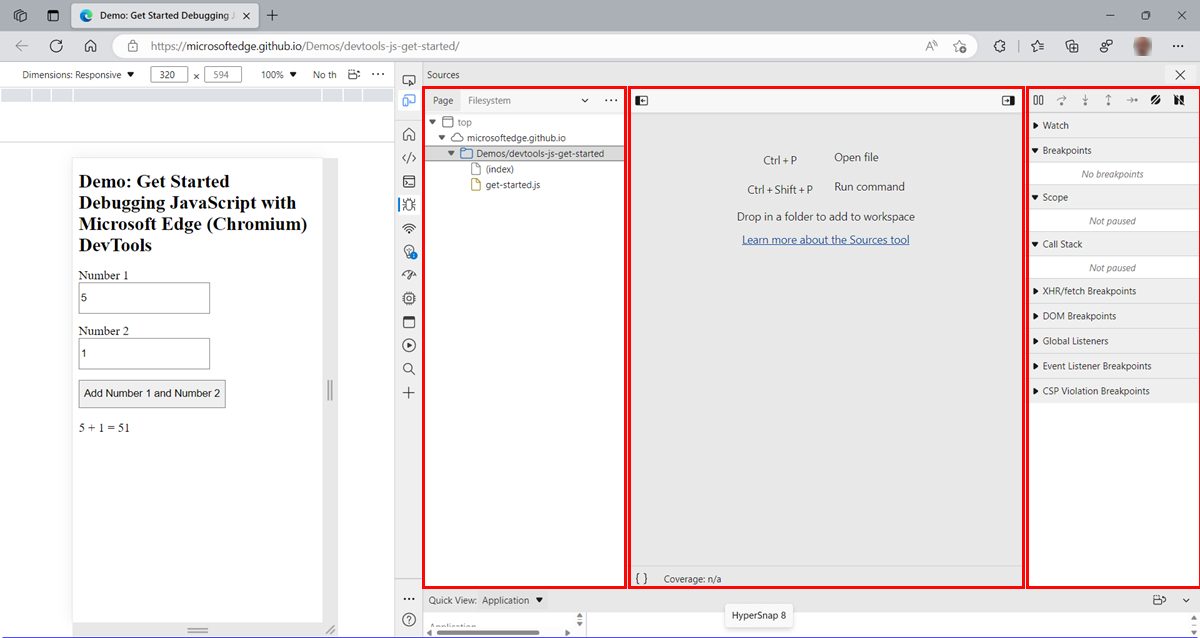 Demo: Get Started Debugging J
https://microsoftedge.github.io/Demos/devtools-js-get-started/
Dimensions: Responsive 320 x 594 100% No th
Demo: Get Started
Debugging JavaScript with
Microsoft Edge (Chromium)
DevTools
Number 1
5
Number 2
1
Add Number 1 and Number 2
5 + 1 = 51
Sources
Page Filesystem
top
microsoftedge.github.io
Demos/devtools-js-get-started
(index)
get-started.js
Ctrl + P Open file
Ctrl + Shift + P Run command
Drop in a folder to add to workspace
Learn more about the Sources tool
{ } Coverage: n/a
Watch
Breakpoints
No breakpoints
Scope
Not paused
Call Stack
Not paused
XHR/fetch Breakpoints
DOM Breakpoints
Global Listeners
Event Listener Breakpoints
CSP Violation Breakpoints
Quick View: Application
Application
HyperSnap 8